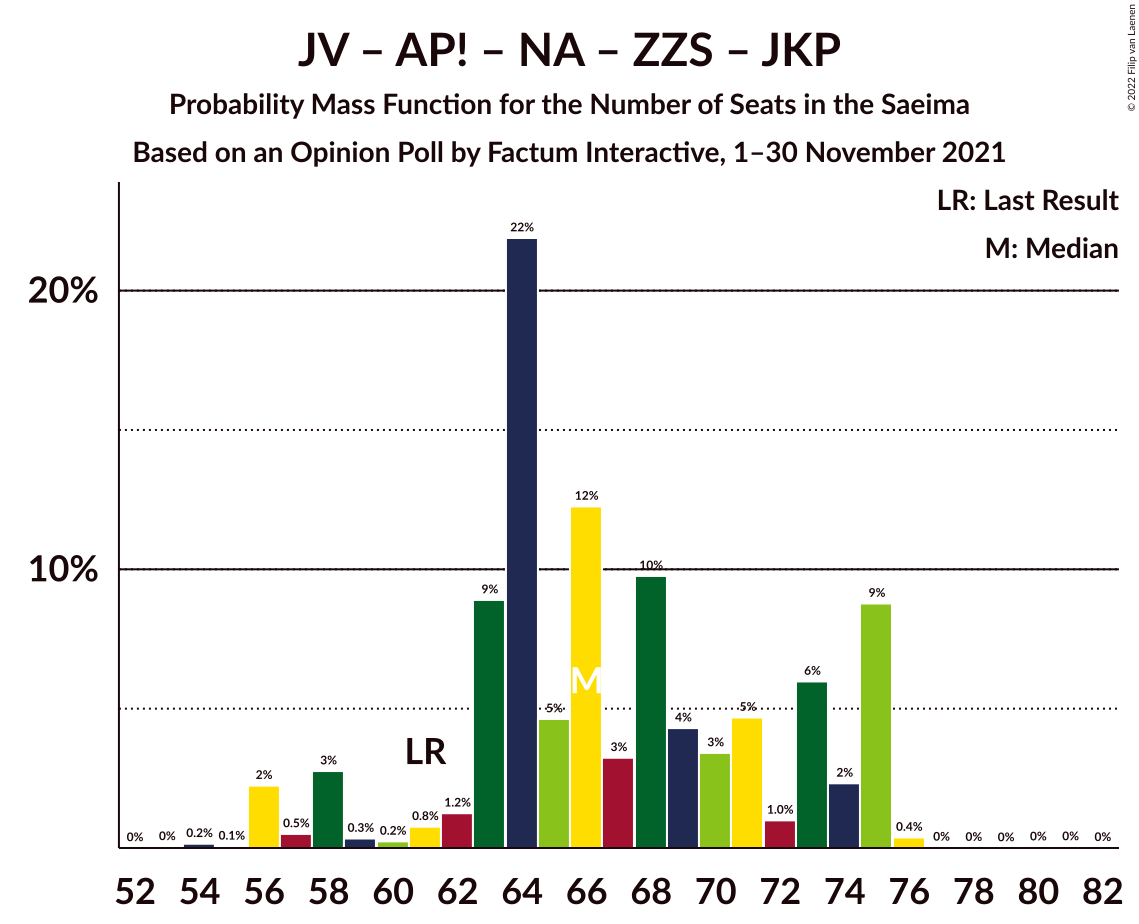 JV – AP! – NA – ZZS – JKP
Probability Mass Function for the Number of Seats in the Saeima
Based on an Opinion Poll by Factum Interactive, 1–30 November 2021
© 2022 Filip van Laenen
LR: Last Result
M: Median
20%
10%
0% 0% 0.2% 0.1% 2% 0.5% 3% 0.3% 0.2% 0.8% 1.2% 9% 22% 5% 12% 3% 10% 4% 3% 5% 1.0% 6% 2% 9% 0.4% 0% 0% 0% 0% 0% 0%
LR
M
52 54 56 58 60 62 64 66 68 70 72 74 76 78 80 82